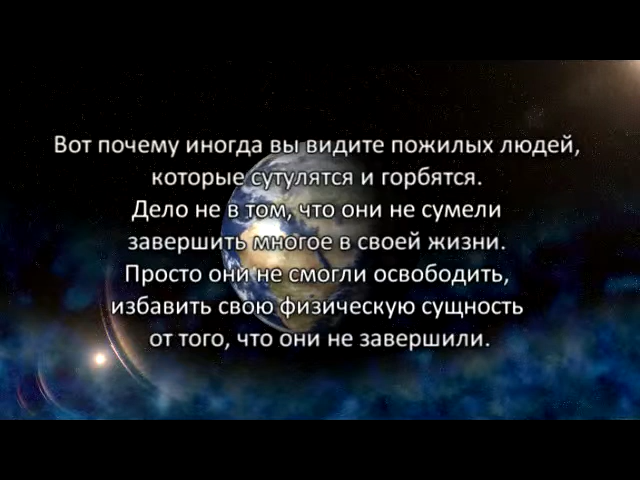 Вот почему иногда вы видите пожилых людей,
которые сутулятся и горбятся.
Дело не в том, что они не сумели
завершить многое в своей жизни.
Просто они не смогли освободить,
избавить свою физическую сущность
от того, что они не завершили.